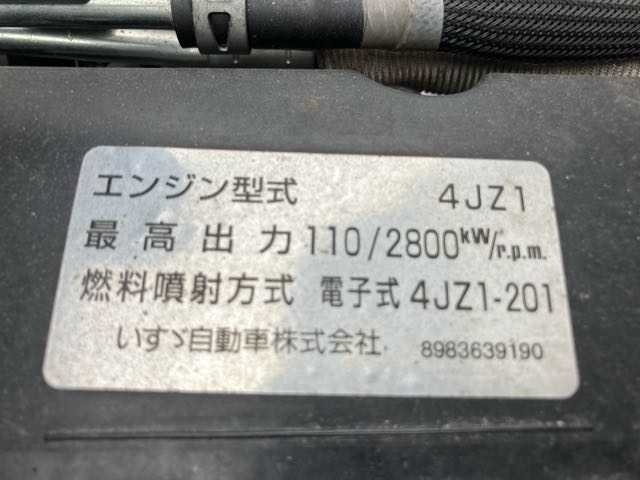 エンジン型式 4JZ1
最高出力 110/2800kW/r.p.m.
燃料噴射方式 電子式 4JZ1-201
いすゞ自動車株式会社 8983639190